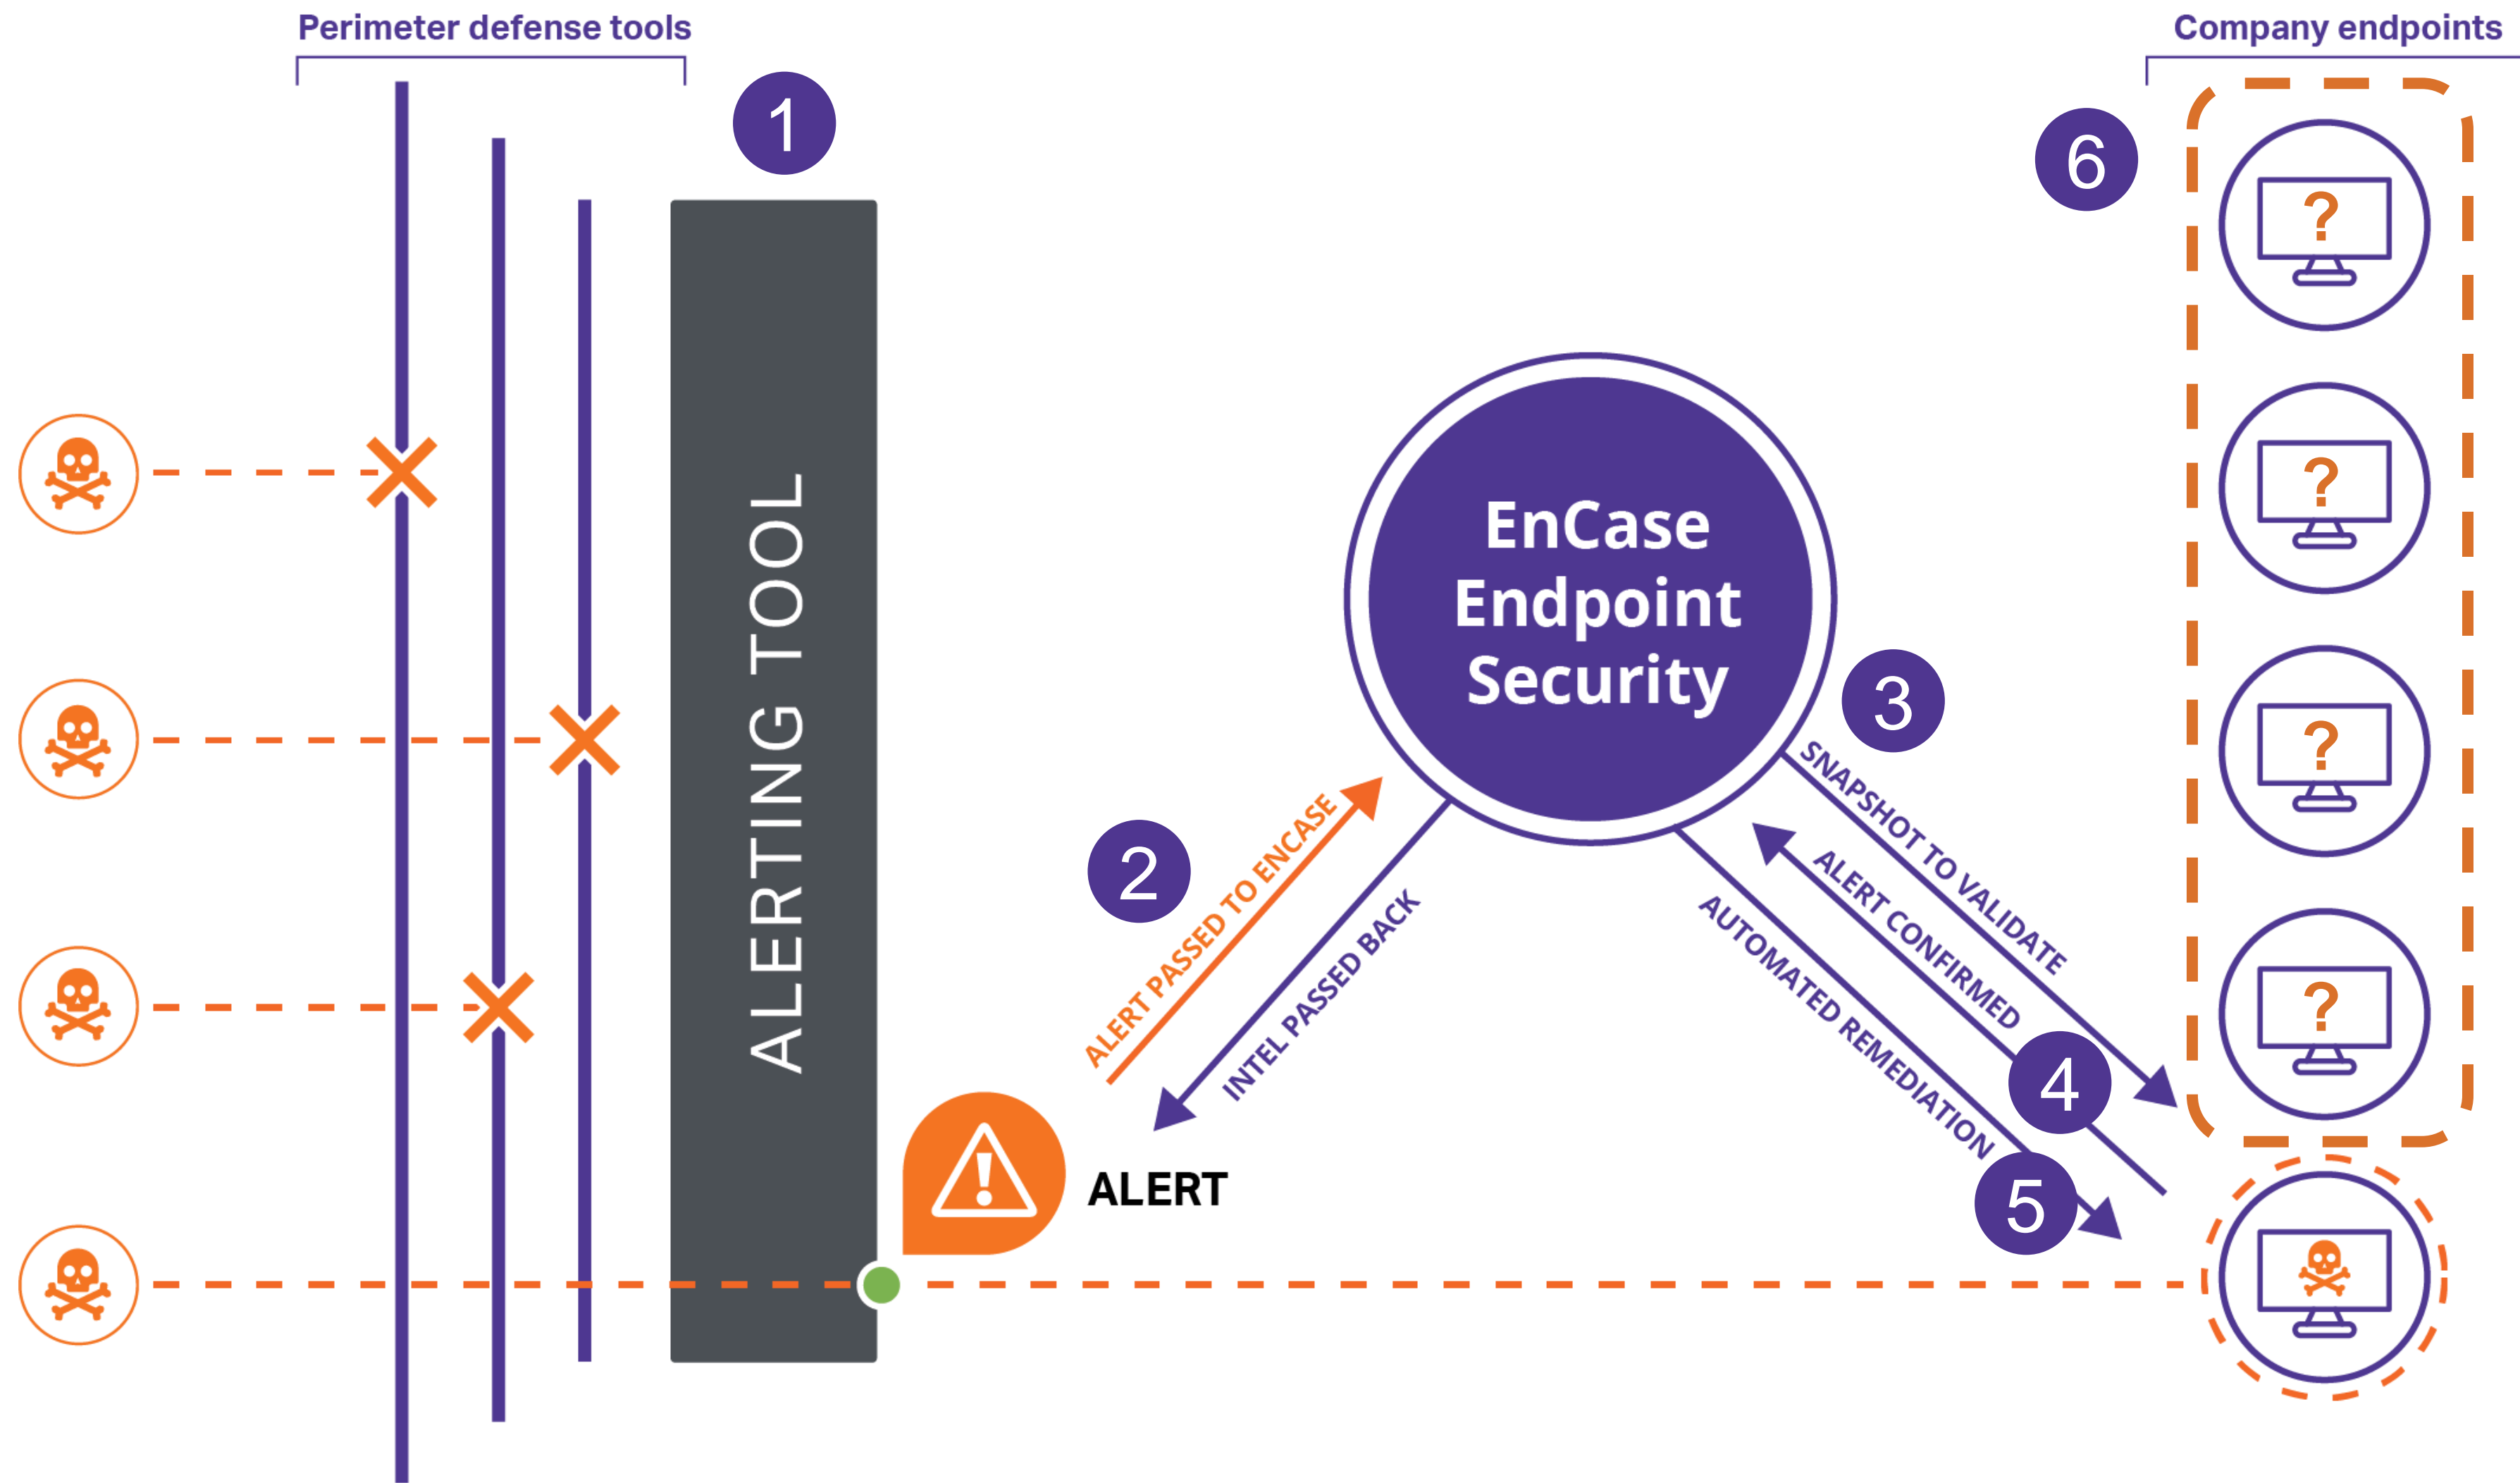 Perimeter defense tools
Company endpoints
1
6
?
?
ALERTING TOOL
EnCase
Endpoint
Security
3
?
2
SNAPSHOT TO VALIDATE
ALERT PASSED TO ENCASE
ALERT CONFIRMED
INTEL PASSED BACK
AUTOMATED REMEDIATION
?
4
!
ALERT
5